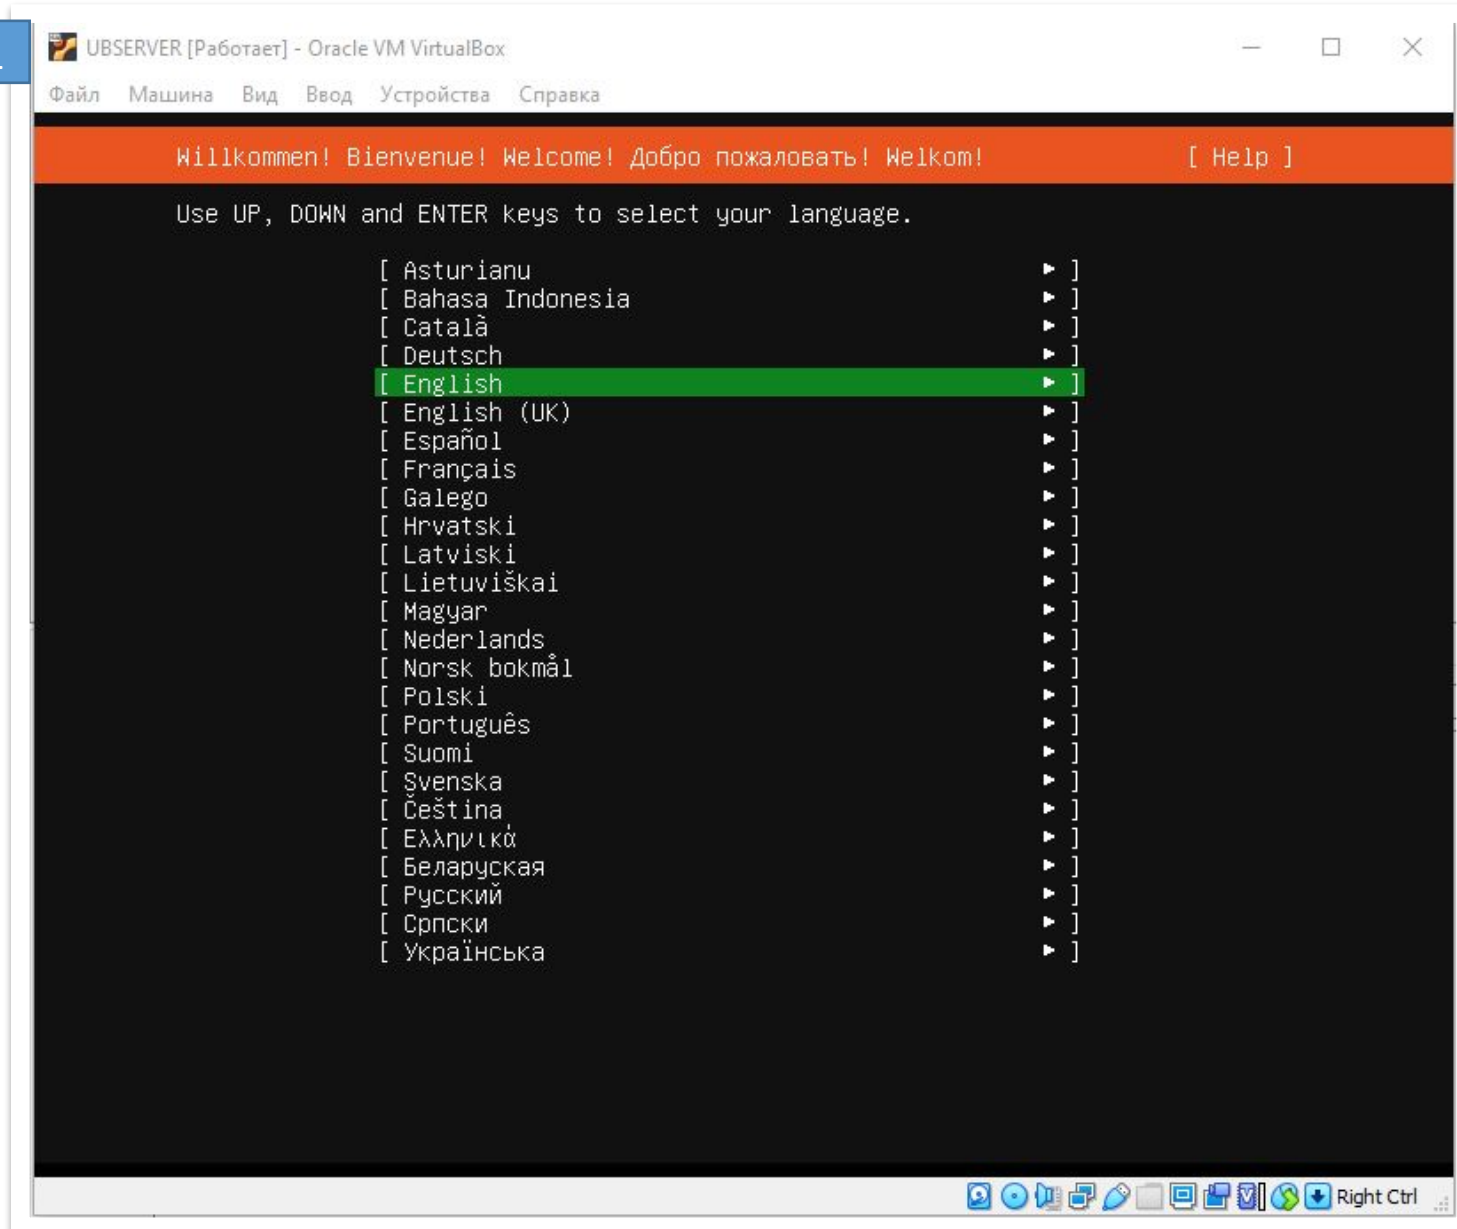 UBSERVER [Работает] - Oracle VM VirtualBox
Файл Машина Вид Ввод Устройства Справка
Willkommen! Bienvenue! Welcome! Добро пожаловать! Welkom! [ Help ]
Use UP, DOWN and ENTER keys to select your language.
[ Asturianu ► ]
[ Bahasa Indonesia ► ]
[ Català ► ]
[ Deutsch ► ]
[ English ► ]
[ English (UK) ► ]
[ Español ► ]
[ Français ► ]
[ Galego ► ]
[ Hrvatski ► ]
[ Latviski ► ]
[ Lietuviškai ► ]
[ Magyar ► ]
[ Nederlands ► ]
[ Norsk bokmål ► ]
[ Polski ► ]
[ Português ► ]
[ Suomi ► ]
[ Svenska ► ]
[ Čeština ► ]
[ Ελληνικά ► ]
[ Беларуская ► ]
[ Русский ► ]
[ Српски ► ]
[ Українська ► ]
Right Ctrl